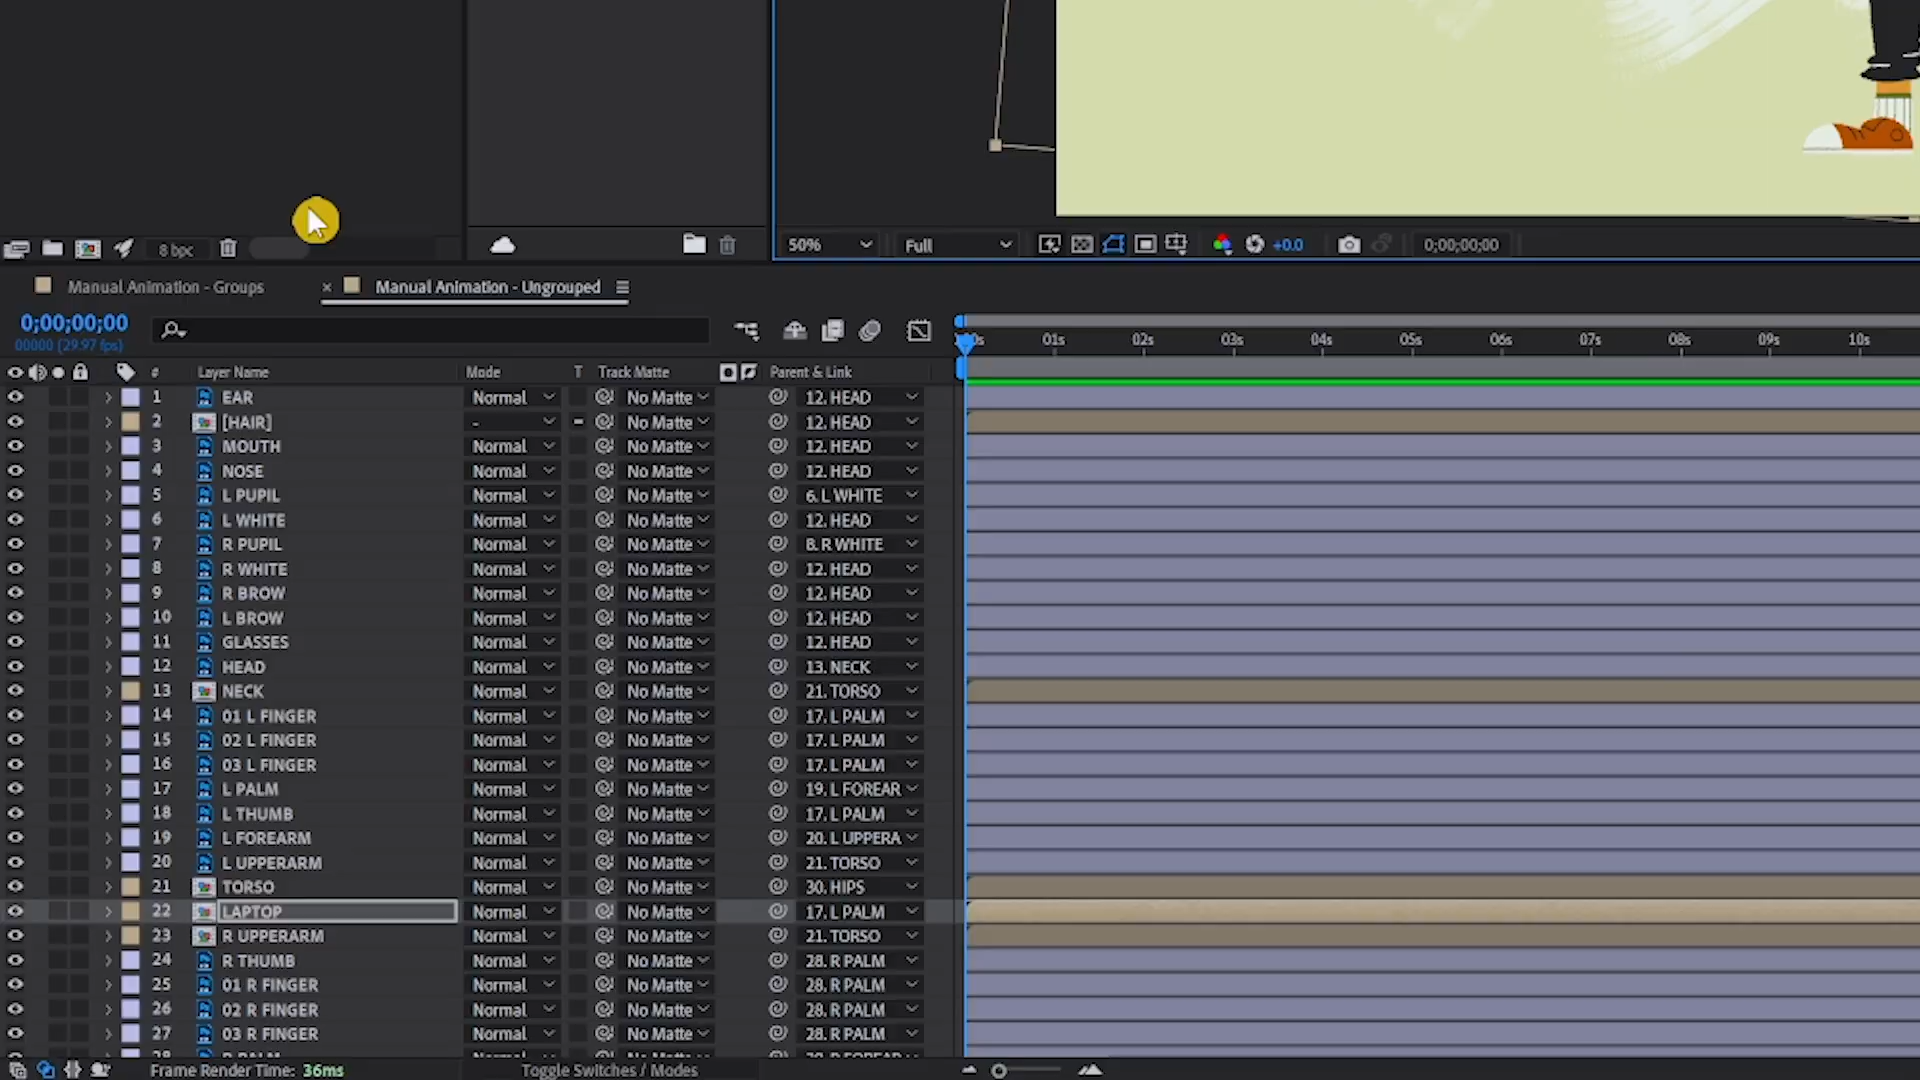 8 bpc 50% Full +0.0 0;00;00;00
Manual Animation - Groups × Manual Animation - Ungrouped
0;00;00;00
00000 (29.97 fps)
01s 02s 03s 04s 05s 06s 07s 08s 09s 10s
# Layer Name Mode T Track Matte Parent & Link
1 EAR Normal No Matte 12. HEAD
2 [HAIR] - No Matte 12. HEAD
3 MOUTH Normal No Matte 12. HEAD
4 NOSE Normal No Matte 12. HEAD
5 L PUPIL Normal No Matte 6. L WHITE
6 L WHITE Normal No Matte 12. HEAD
7 R PUPIL Normal No Matte 8. R WHITE
8 R WHITE Normal No Matte 12. HEAD
9 R BROW Normal No Matte 12. HEAD
10 L BROW Normal No Matte 12. HEAD
11 GLASSES Normal No Matte 12. HEAD
12 HEAD Normal No Matte 13. NECK
13 NECK Normal No Matte 21. TORSO
14 01 L FINGER Normal No Matte 17. L PALM
15 02 L FINGER Normal No Matte 17. L PALM
16 03 L FINGER Normal No Matte 17. L PALM
17 L PALM Normal No Matte 19. L FOREAR
18 L THUMB Normal No Matte 17. L PALM
19 L FOREARM Normal No Matte 20. L UPPERA
20 L UPPERARM Normal No Matte 21. TORSO
21 TORSO Normal No Matte 30. HIPS
22 LAPTOP Normal No Matte 17. L PALM
23 R UPPERARM Normal No Matte 21. TORSO
24 R THUMB Normal No Matte 28. R PALM
25 01 R FINGER Normal No Matte 28. R PALM
26 02 R FINGER Normal No Matte 28. R PALM
27 03 R FINGER Normal No Matte 28. R PALM
Frame Render Time: 36ms Toggle Switches / Modes